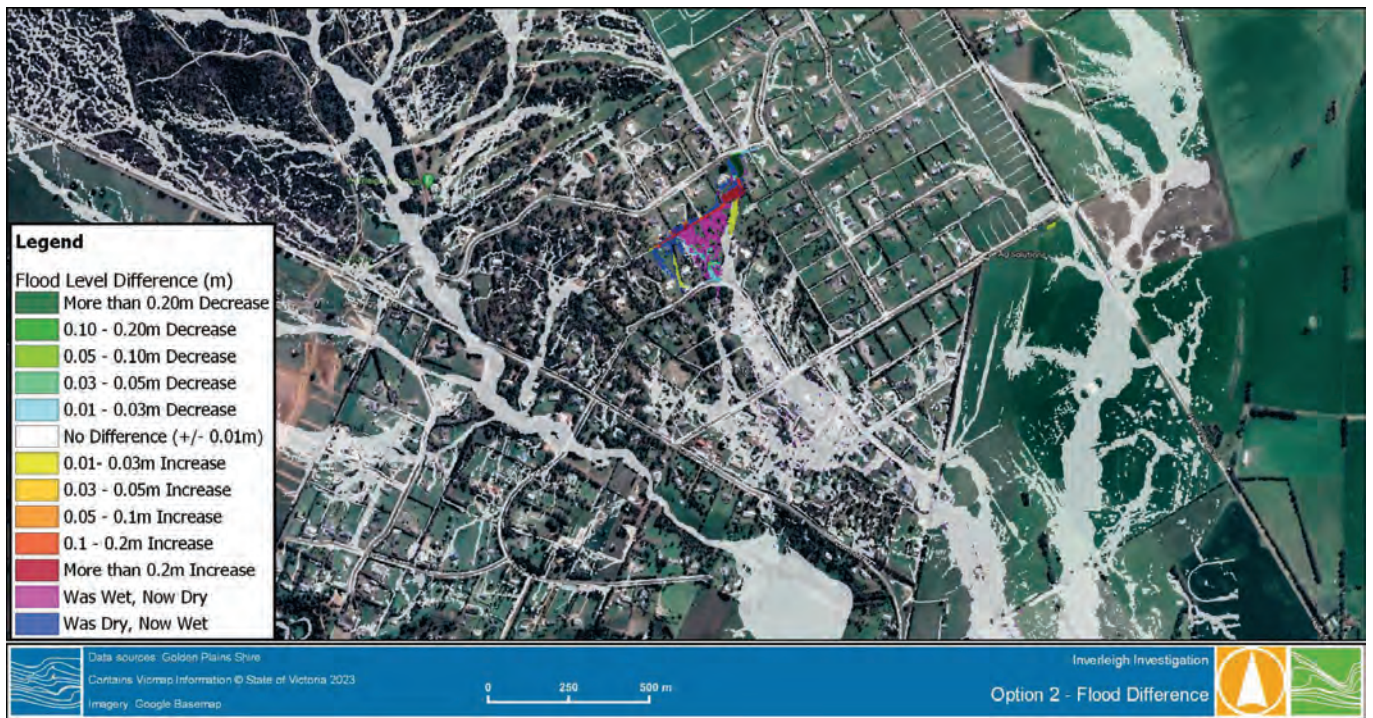 Legend
Flood Level Difference (m)
More than 0.20m Decrease
0.10 - 0.20m Decrease
0.05 - 0.10m Decrease
0.03 - 0.05m Decrease
0.01 - 0.03m Decrease
No Difference (+/- 0.01m)
0.01- 0.03m Increase
0.03 - 0.05m Increase
0.05 - 0.1m Increase
0.1 - 0.2m Increase
More than 0.2m Increase
Was Wet, Now Dry
Was Dry, Now Wet
Data sources: Golden Plains Shire
Contains Vicmap Information © State of Victoria 2023
Imagery: Google Basemap
0 250 500 m
Inverleigh Investigation
Option 2 - Flood Difference